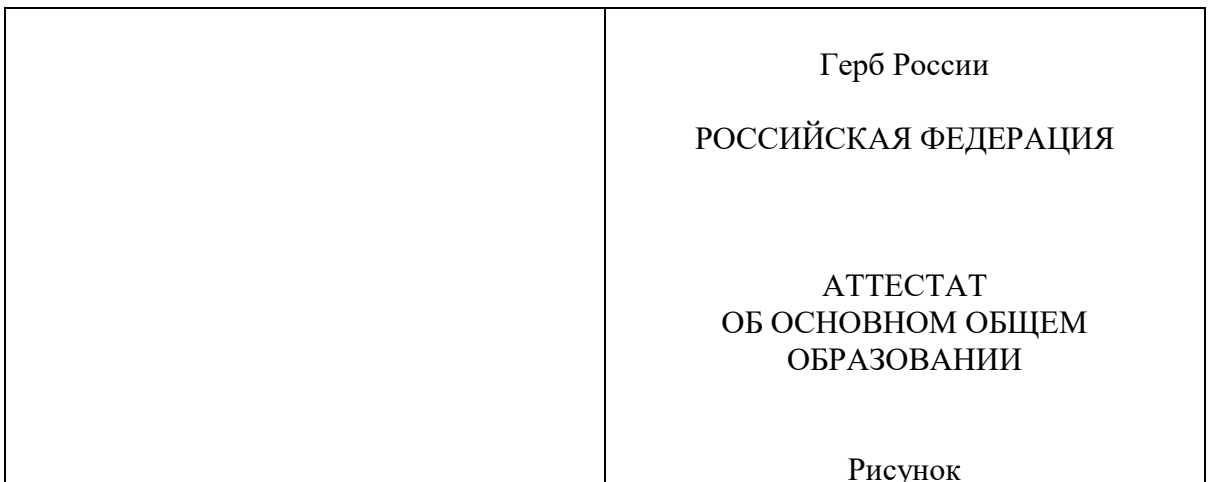 Герб России
РОССИЙСКАЯ ФЕДЕРАЦИЯ
АТТЕСТАТ
ОБ ОСНОВНОМ ОБЩЕМ
ОБРАЗОВАНИИ
Рисунок